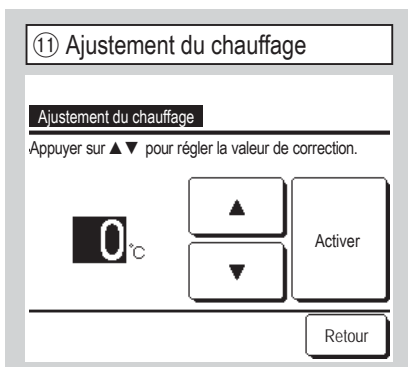 ⑪ Ajustement du chauffage
Ajustement du chauffage
Appuyer sur ▲▼ pour régler la valeur de correction.
▲
0°C
Activer
▼
Retour